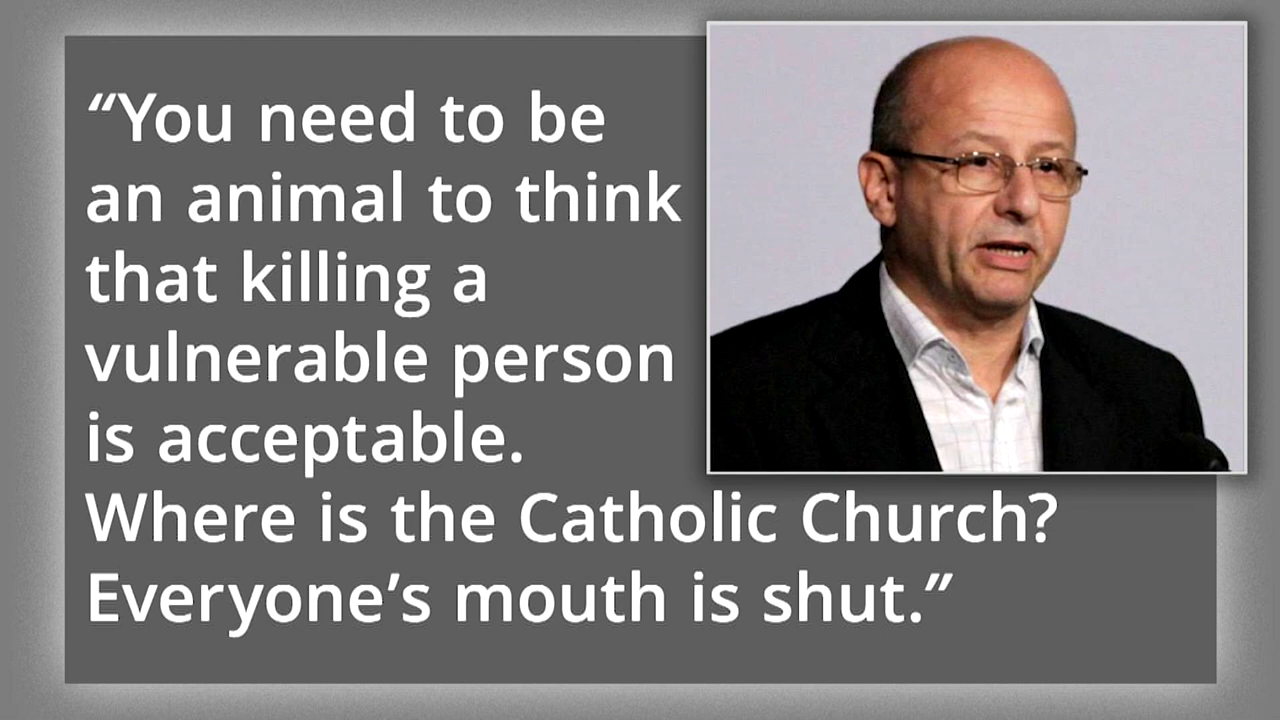 “You need to be
an animal to think
that killing a
vulnerable person
is acceptable.
Where is the Catholic Church?
Everyone’s mouth is shut.”